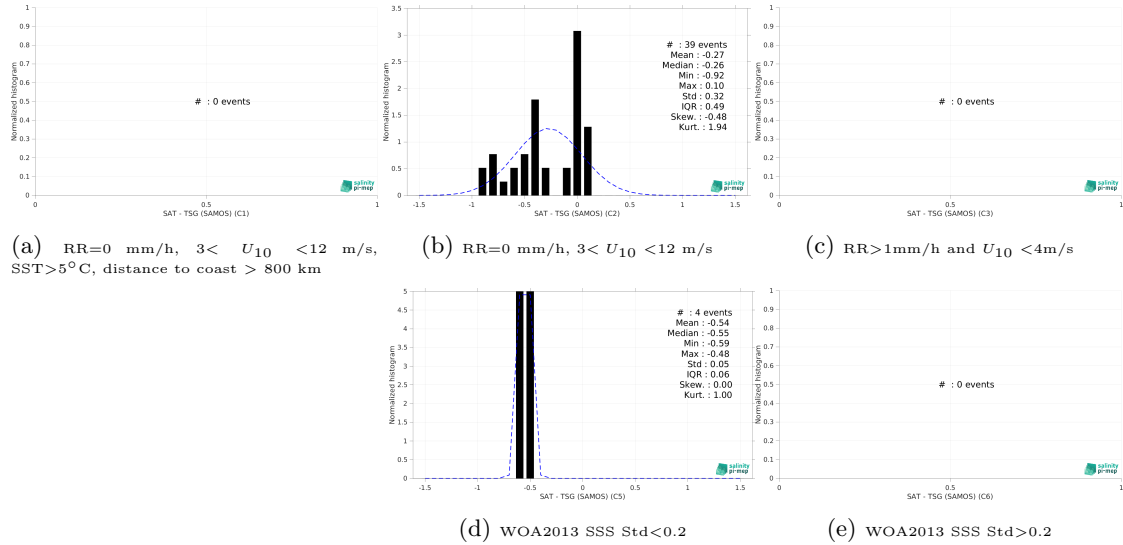 1
0.9
0.8
0.7
0.6
0.5
0.4
0.3
0.2
0.1
0
Normalized histogram
# : 0 events
salinity
pi-mep
0 0.5 1
SAT - TSG (SAMOS) (C1)
(a) RR=0 mm/h, 3< U10 <12 m/s,
SST>5°C, distance to coast > 800 km
3.5
3
2.5
2
1.5
1
0.5
0
Normalized histogram
# : 39 events
Mean : -0.27
Median : -0.26
Min : -0.92
Max : 0.10
Std : 0.32
IQR : 0.49
Skew. : -0.48
Kurt. : 1.94
salinity
pi-mep
-1.5 -1 -0.5 0 0.5 1 1.5
SAT - TSG (SAMOS) (C2)
(b) RR=0 mm/h, 3< U10 <12 m/s
1
0.9
0.8
0.7
0.6
0.5
0.4
0.3
0.2
0.1
0
Normalized histogram
# : 0 events
salinity
pi-mep
0 0.5 1
SAT - TSG (SAMOS) (C3)
(c) RR>1mm/h and U10 <4m/s
5
4.5
4
3.5
3
2.5
2
1.5
1
0.5
0
Normalized histogram
# : 4 events
Mean : -0.54
Median : -0.55
Min : -0.59
Max : -0.48
Std : 0.05
IQR : 0.06
Skew. : 0.00
Kurt. : 1.00
salinity
pi-mep
-1.5 -1 -0.5 0 0.5 1 1.5
SAT - TSG (SAMOS) (C5)
(d) WOA2013 SSS Std<0.2
1
0.9
0.8
0.7
0.6
0.5
0.4
0.3
0.2
0.1
0
Normalized histogram
# : 0 events
salinity
pi-mep
0 0.5 1
SAT - TSG (SAMOS) (C6)
(e) WOA2013 SSS Std>0.2